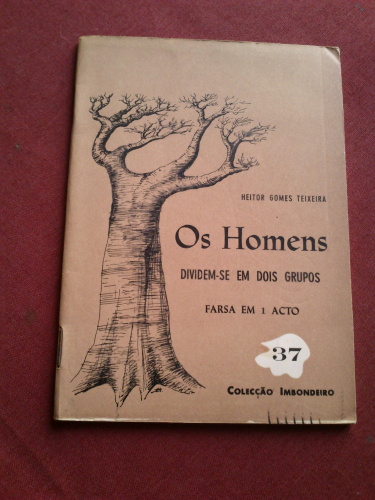 HEITOR GOMES TEIXEIRA
Os Homens
DIVIDEM-SE EM DOIS GRUPOS
FARSA EM 1 ACTO
37
COLECÇÃO IMBONDEIRO